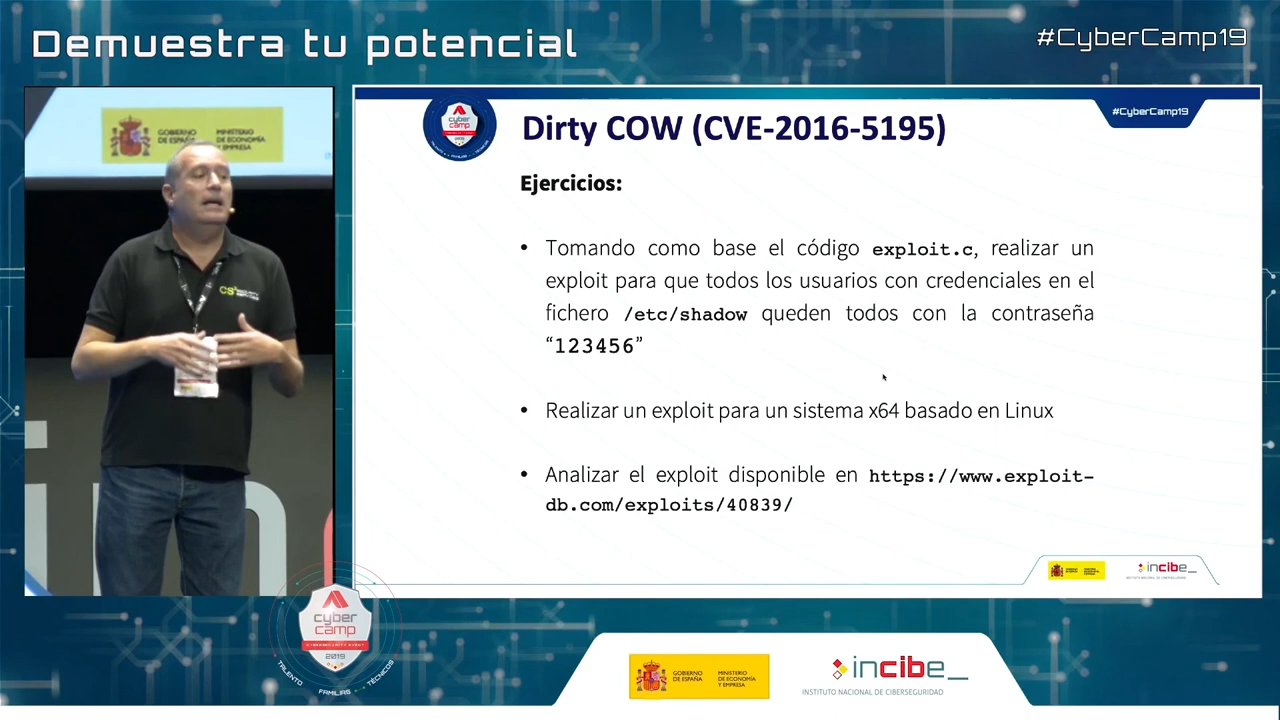 Demuestra tu potencial
#CyberCamp19
GOBIERNO
DE ESPAÑA
MINISTERIO
DE ECONOMÍA
Y EMPRESA
CS
cyber
camp
#CyberCamp19
Dirty COW (CVE-2016-5195)
Ejercicios:
• Tomando como base el código exploit.c, realizar un
exploit para que todos los usuarios con credenciales en el
fichero /etc/shadow queden todos con la contraseña
“123456”
• Realizar un exploit para un sistema x64 basado en Linux
• Analizar el exploit disponible en https://www.exploit-
db.com/exploits/40839/
incibe_
INSTITUTO NACIONAL DE CIBERSEGURIDAD
cyber
camp
2019
TALENTO
FAMILIAS
TÉCNICOS
GOBIERNO
DE ESPAÑA
MINISTERIO
DE ECONOMÍA
Y EMPRESA
incibe_
INSTITUTO NACIONAL DE CIBERSEGURIDAD